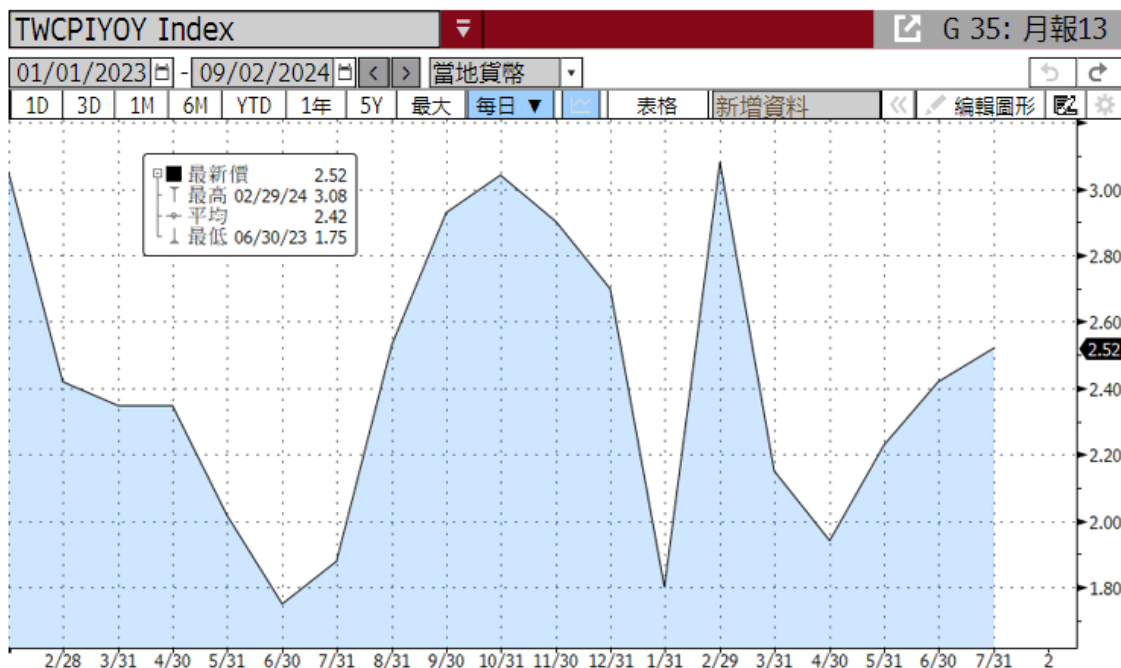 TWCPIYOY Index G 35: 月報13
01/01/2023 - 09/02/2024 < > 當地貨幣
1D 3D 1M 6M YTD 1年 5Y 最大 每日 ▼ 表格 新增資料 << 編輯圖形
最新價 2.52
最高 02/29/24 3.08
平均 2.42
最低 06/30/23 1.75
3.00
2.80
2.60
2.52
2.40
2.20
2.00
1.80
2/28 3/31 4/30 5/31 6/30 7/31 8/31 9/30 10/31 11/30 12/31 1/31 2/29 3/31 4/30 5/31 6/30 7/31 2